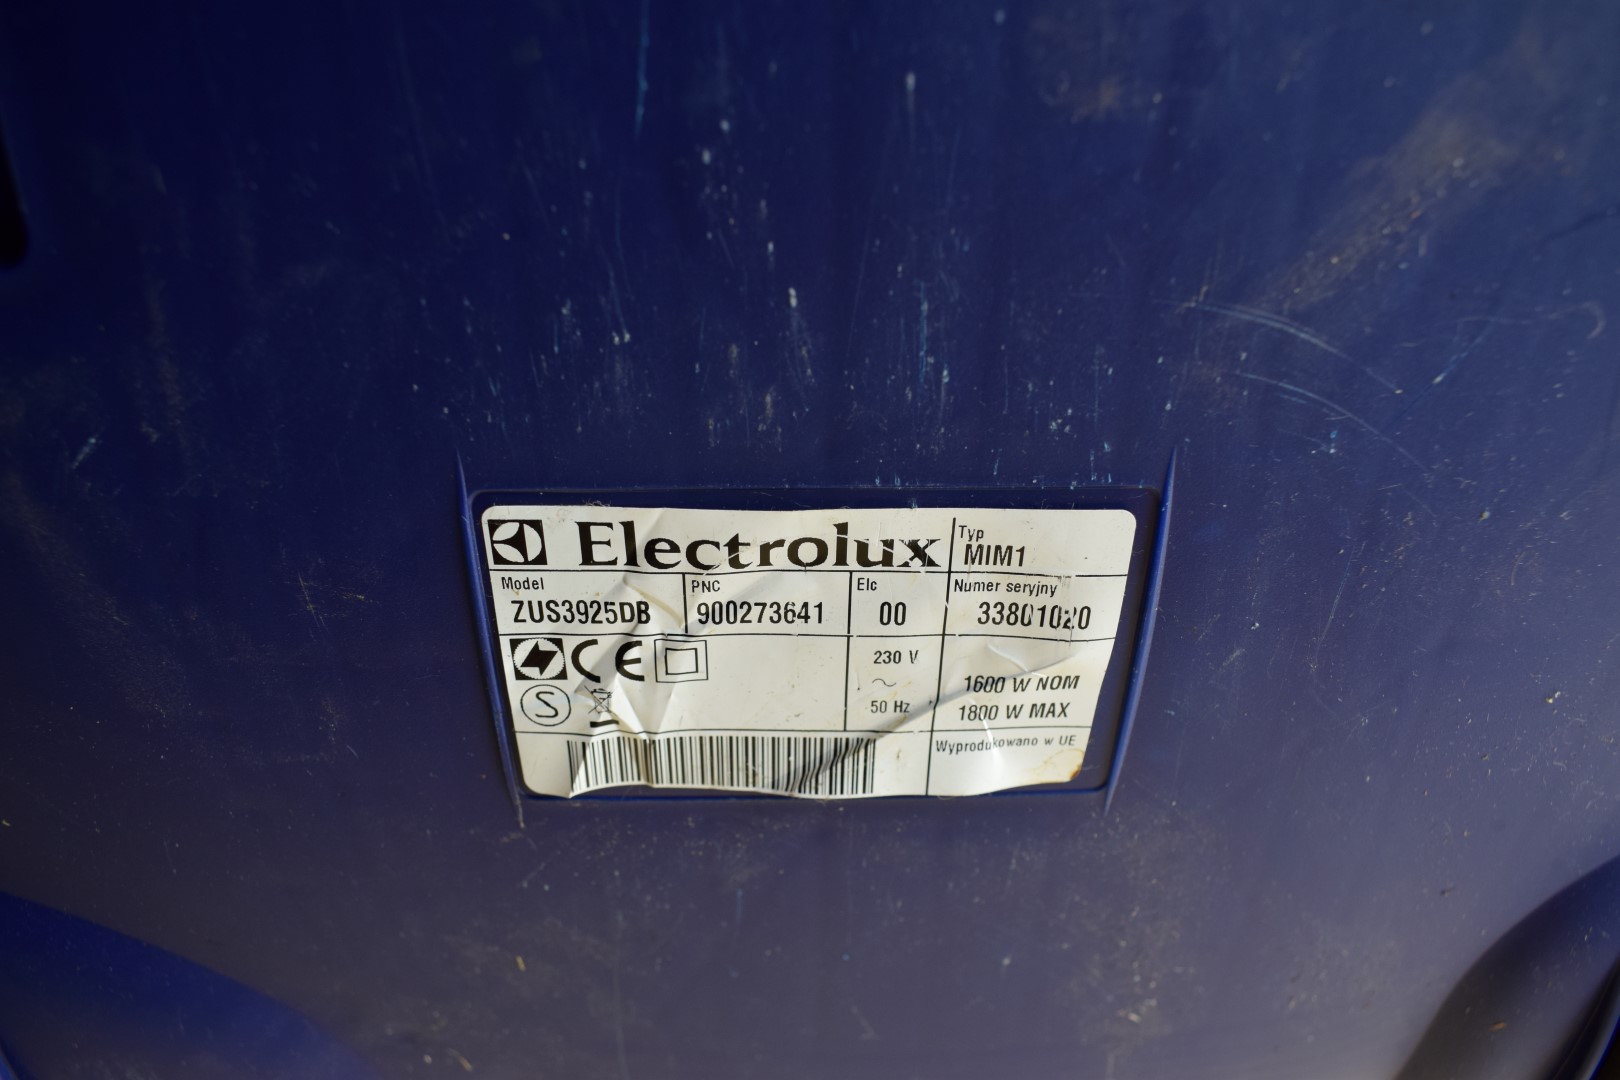 Electrolux
Typ
MIM1
Model
ZUS3925DB
PNC
900273641
Elc
00
Numer seryjny
33801020
CE
S
230 V
~
50 Hz
1600 W NOM
1800 W MAX
Wyprodukowano w UE